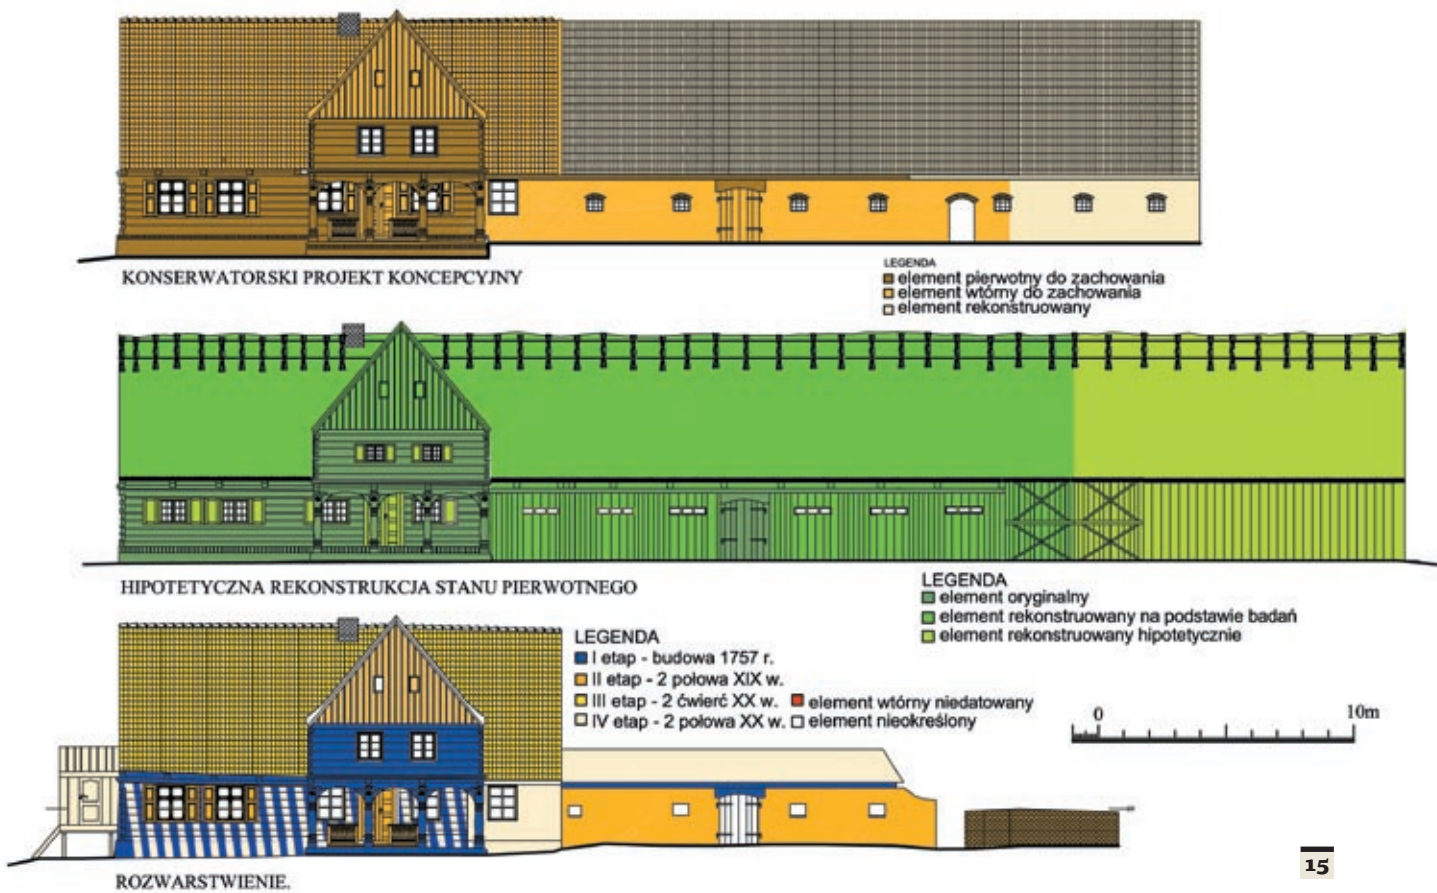 KONSERWATORSKI PROJEKT KONCEPCYJNY
LEGENDA
element pierwotny do zachowania
element wtórny do zachowania
element rekonstruowany
HIPOTETYCZNA REKONSTRUKCJA STANU PIERWOTNEGO
LEGENDA
element oryginalny
element rekonstruowany na podstawie badań
element rekonstruowany hipotetycznie
LEGENDA
I etap - budowa 1757 r.
II etap - 2 połowa XIX w.
III etap - 2 ćwierć XX w. element wtórny niedatowany
IV etap - 2 połowa XX w. element nieokreślony
0 10m
ROZWARSTWIENIE.
15